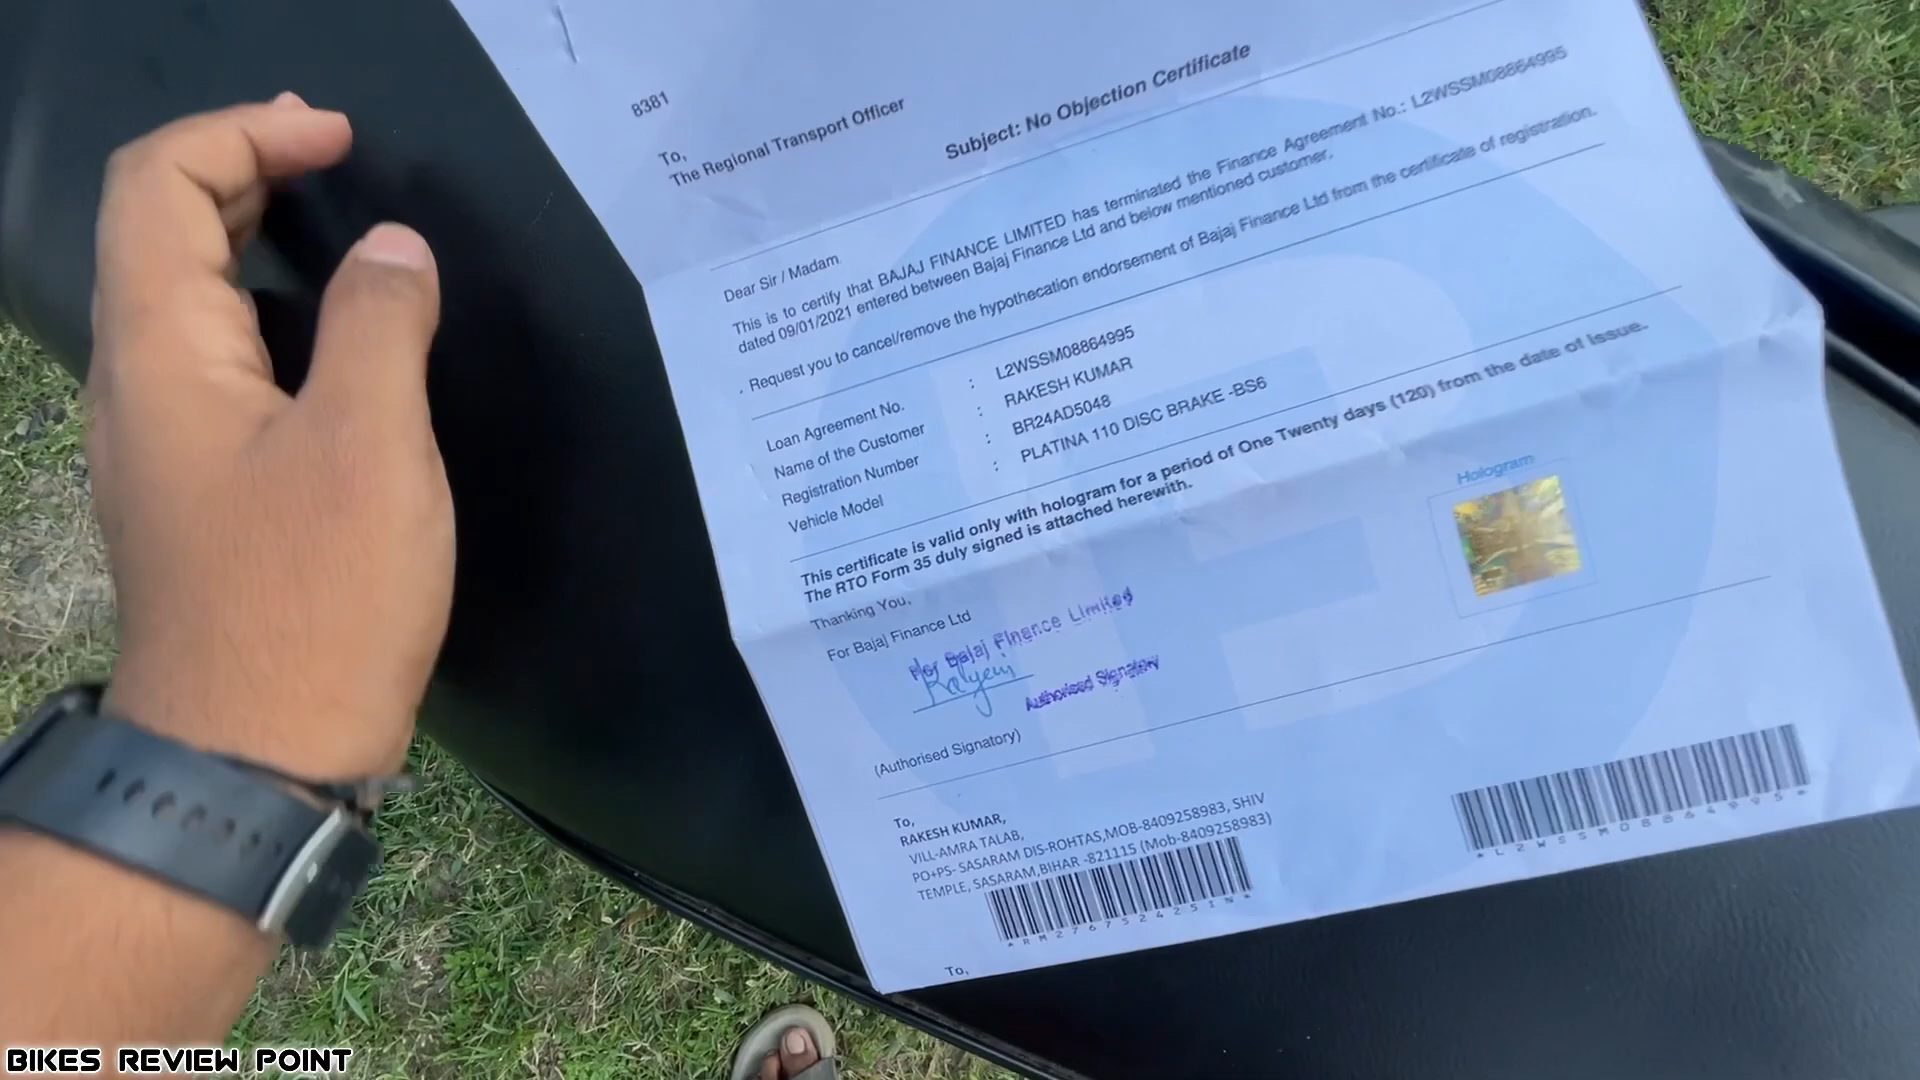 8381
To,
The Regional Transport Officer
Subject: No Objection Certificate
Dear Sir / Madam
This is to certify that BAJAJ FINANCE LIMITED has terminated the Finance Agreement No.: L2WSSM08864995
dated 09/01/2021 entered between Bajaj Finance Ltd and below mentioned customer.
. Request you to cancel/remove the hypothecation endorsement of Bajaj Finance Ltd from the certificate of registration.
Loan Agreement No. : L2WSSM08864995
Name of the Customer : RAKESH KUMAR
Registration Number : BR24AD5048
Vehicle Model : PLATINA 110 DISC BRAKE -BS6
This certificate is valid only with hologram for a period of One Twenty days (120) from the date of issue.
The RTO Form 35 duly signed is attached herewith.
Hologram
Thanking You,
For Bajaj Finance Ltd
For Bajaj Finance Limited
Authorised Signatory
(Authorised Signatory)
To,
RAKESH KUMAR,
VILL-AMRA TALAB,
PO+PS- SASARAM DIS-ROHTAS,MOB-8409258983, SHIV
TEMPLE, SASARAM,BIHAR -821115 (Mob-8409258983)
*RM276752425IN*
*L2WSSM08864995*
To,
BIKES REVIEW POINT